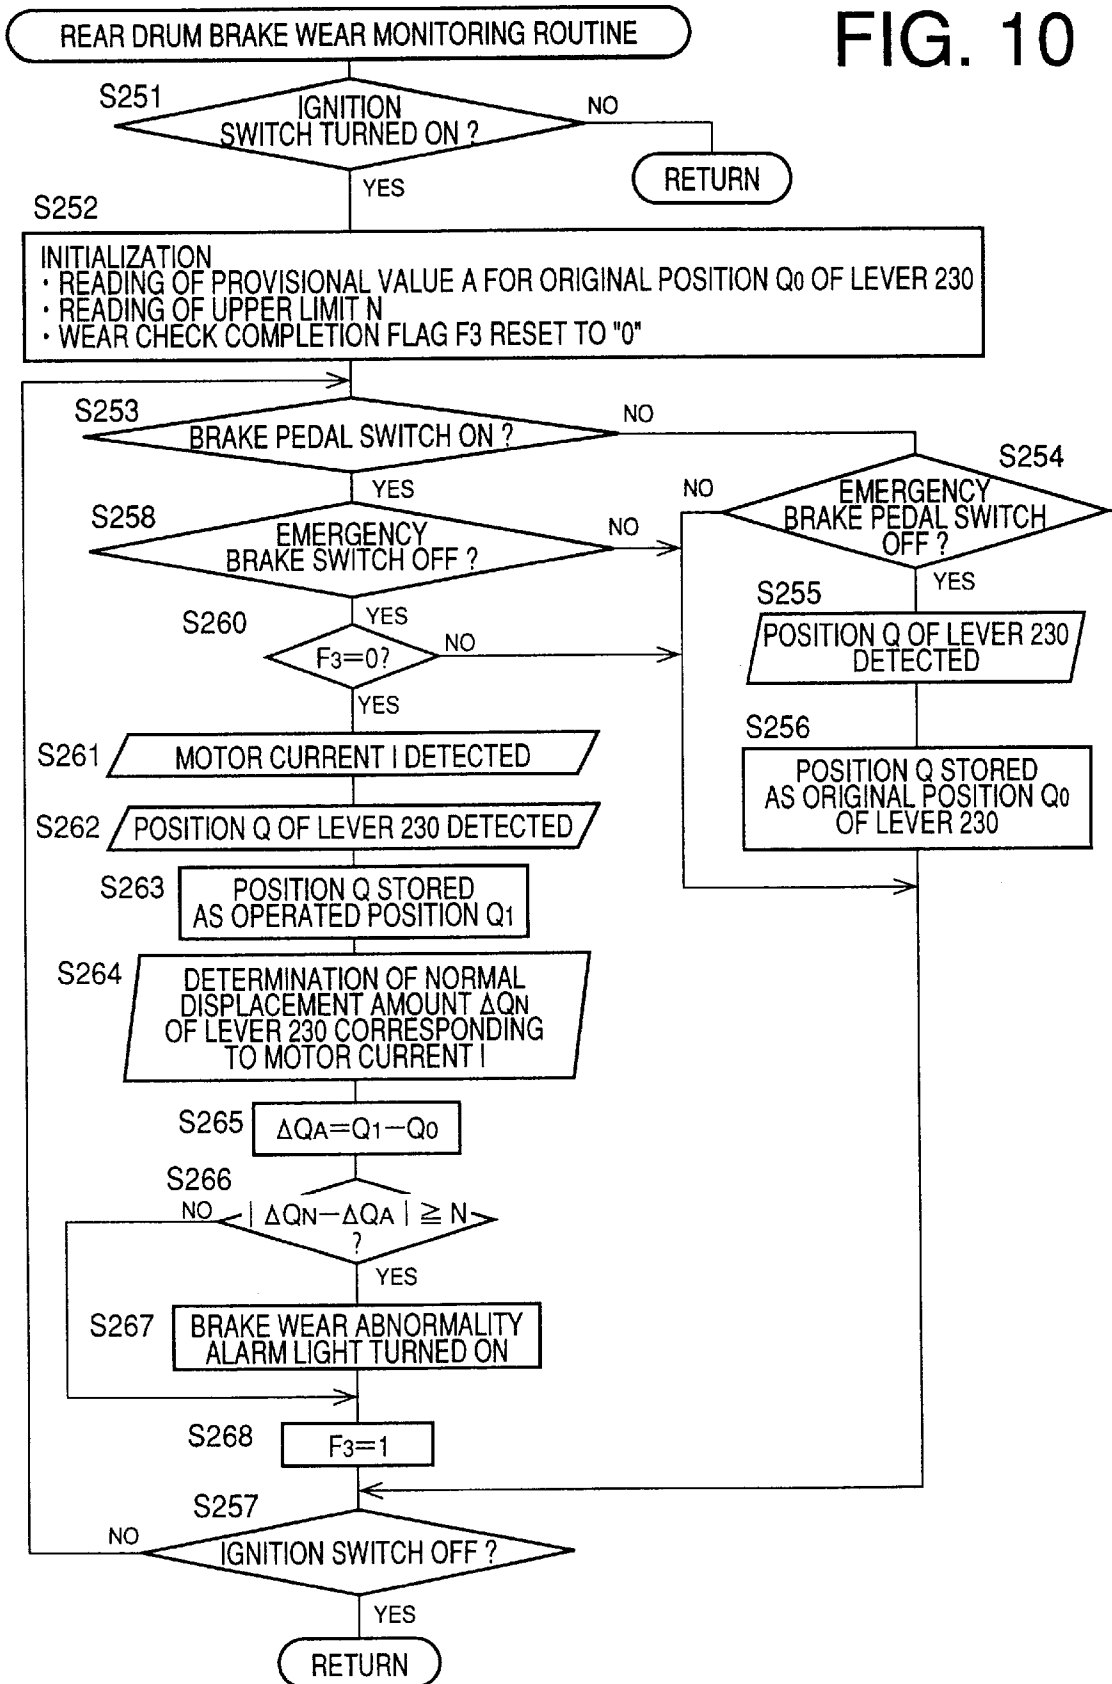 REAR DRUM BRAKE WEAR MONITORING ROUTINE
FIG. 10
S251
IGNITION
SWITCH TURNED ON ?
NO
RETURN
YES
S252
INITIALIZATION
· READING OF PROVISIONAL VALUE A FOR ORIGINAL POSITION Q0 OF LEVER 230
· READING OF UPPER LIMIT N
· WEAR CHECK COMPLETION FLAG F3 RESET TO "0"
S253
BRAKE PEDAL SWITCH ON ?
NO
YES
S254
EMERGENCY
BRAKE PEDAL SWITCH
OFF ?
NO
YES
S258
EMERGENCY
BRAKE SWITCH OFF ?
NO
YES
S255
POSITION Q OF LEVER 230
DETECTED
S260
F3=0?
NO
YES
S256
POSITION Q STORED
AS ORIGINAL POSITION Q0
OF LEVER 230
S261
MOTOR CURRENT I DETECTED
S262
POSITION Q OF LEVER 230 DETECTED
S263
POSITION Q STORED
AS OPERATED POSITION Q1
S264
DETERMINATION OF NORMAL
DISPLACEMENT AMOUNT ΔQN
OF LEVER 230 CORRESPONDING
TO MOTOR CURRENT I
S265
ΔQA=Q1−Q0
S266
NO
| ΔQN−ΔQA | ≧ N
?
YES
S267
BRAKE WEAR ABNORMALITY
ALARM LIGHT TURNED ON
S268
F3=1
S257
NO
IGNITION SWITCH OFF ?
YES
RETURN